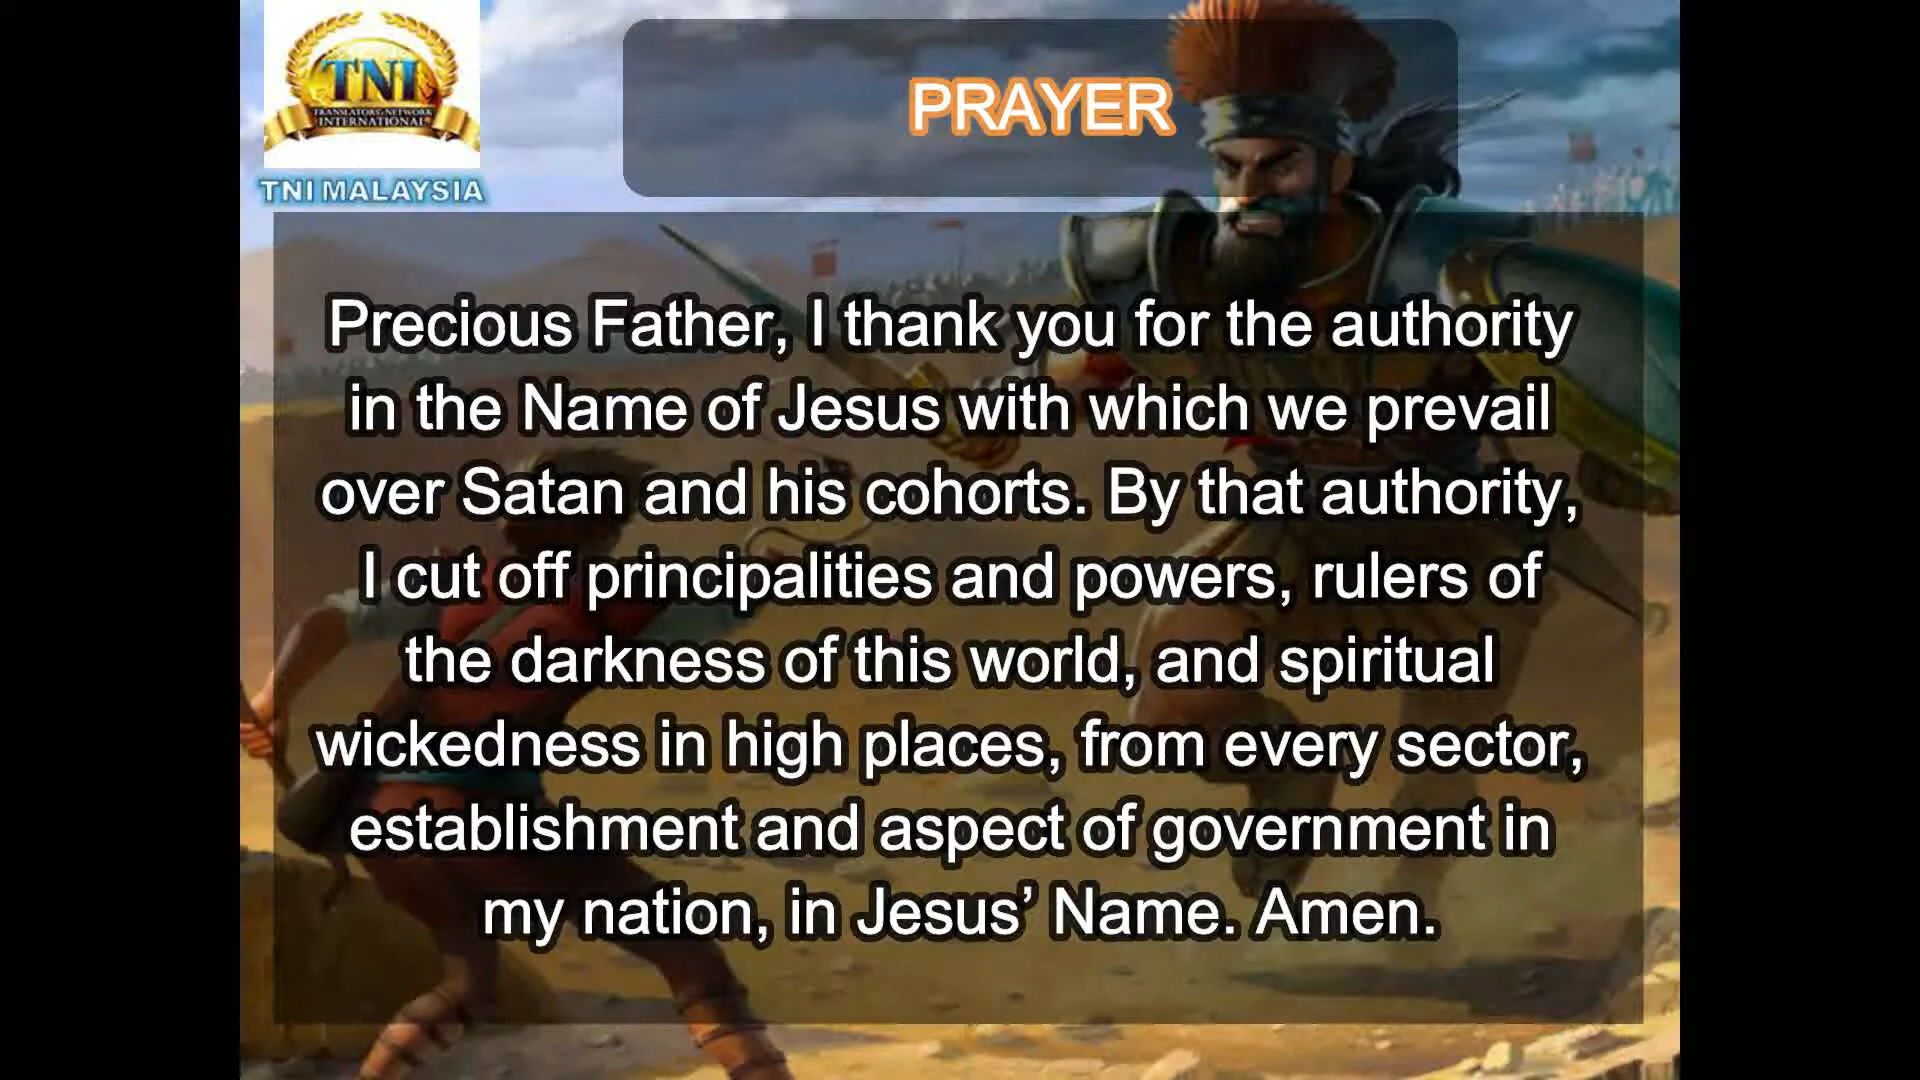 TNI
TRANSLATORS NETWORK
INTERNATIONAL
TNI MALAYSIA
PRAYER
Precious Father, I thank you for the authority
in the Name of Jesus with which we prevail
over Satan and his cohorts. By that authority,
I cut off principalities and powers, rulers of
the darkness of this world, and spiritual
wickedness in high places, from every sector,
establishment and aspect of government in
my nation, in Jesus’ Name. Amen.